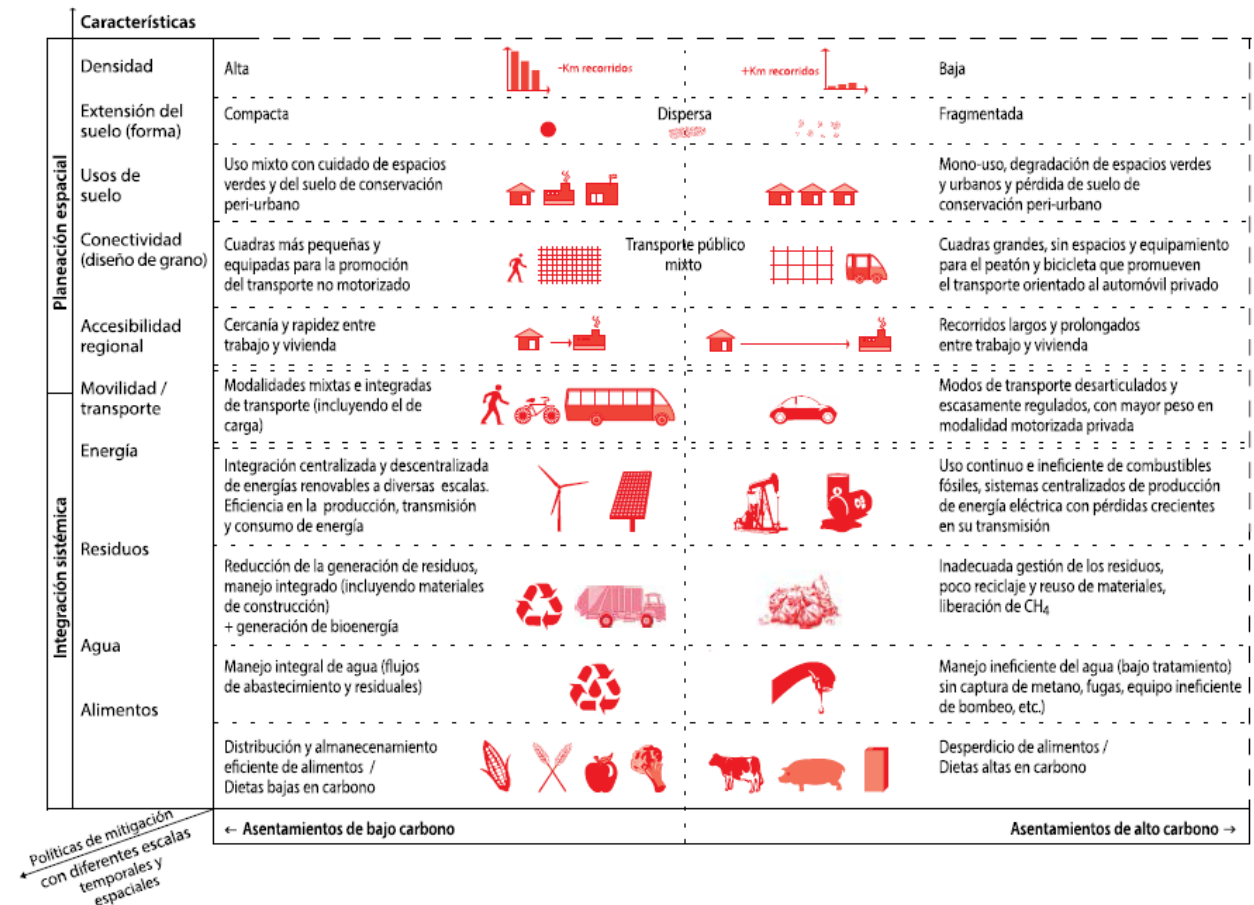 Características
Planeación espacial
Densidad
Alta
-Km recorridos
+Km recorridos
Baja
Extensión del
suelo (forma)
Compacta
Dispersa
Fragmentada
Usos de
suelo
Uso mixto con cuidado de espacios
verdes y del suelo de conservación
peri-urbano
Mono-uso, degradación de espacios verdes
y urbanos y pérdida de suelo de
conservación peri-urbano
Conectividad
(diseño de grano)
Cuadras más pequeñas y
equipadas para la promoción
del transporte no motorizado
Transporte público
mixto
Cuadras grandes, sin espacios y equipamiento
para el peatón y bicicleta que promueven
el transporte orientado al automóvil privado
Accesibilidad
regional
Cercanía y rapidez entre
trabajo y vivienda
Recorridos largos y prolongados
entre trabajo y vivienda
Integración sistémica
Movilidad /
transporte
Modalidades mixtas e integradas
de transporte (incluyendo el de
carga)
Modos de transporte desarticulados y
escasamente regulados, con mayor peso en
modalidad motorizada privada
Energía
Integración centralizada y descentralizada
de energías renovables a diversas escalas.
Eficiencia en la producción, transmisión
y consumo de energía
Uso continuo e ineficiente de combustibles
fósiles, sistemas centralizados de producción
de energía eléctrica con pérdidas crecientes
en su transmisión
Residuos
Reducción de la generación de residuos,
manejo integrado (incluyendo materiales
de construcción)
+ generación de bioenergía
Inadecuada gestión de los residuos,
poco reciclaje y reuso de materiales,
liberación de CH₄
Agua
Manejo integral de agua (flujos
de abastecimiento y residuales)
Manejo ineficiente del agua (bajo tratamiento)
sin captura de metano, fugas, equipo ineficiente
de bombeo, etc.)
Alimentos
Distribución y almanecenamiento
eficiente de alimentos /
Dietas bajas en carbono
Desperdicio de alimentos /
Dietas altas en carbono
← Asentamientos de bajo carbono
Asentamientos de alto carbono →
Políticas de mitigación
con diferentes escalas
temporales y
espaciales